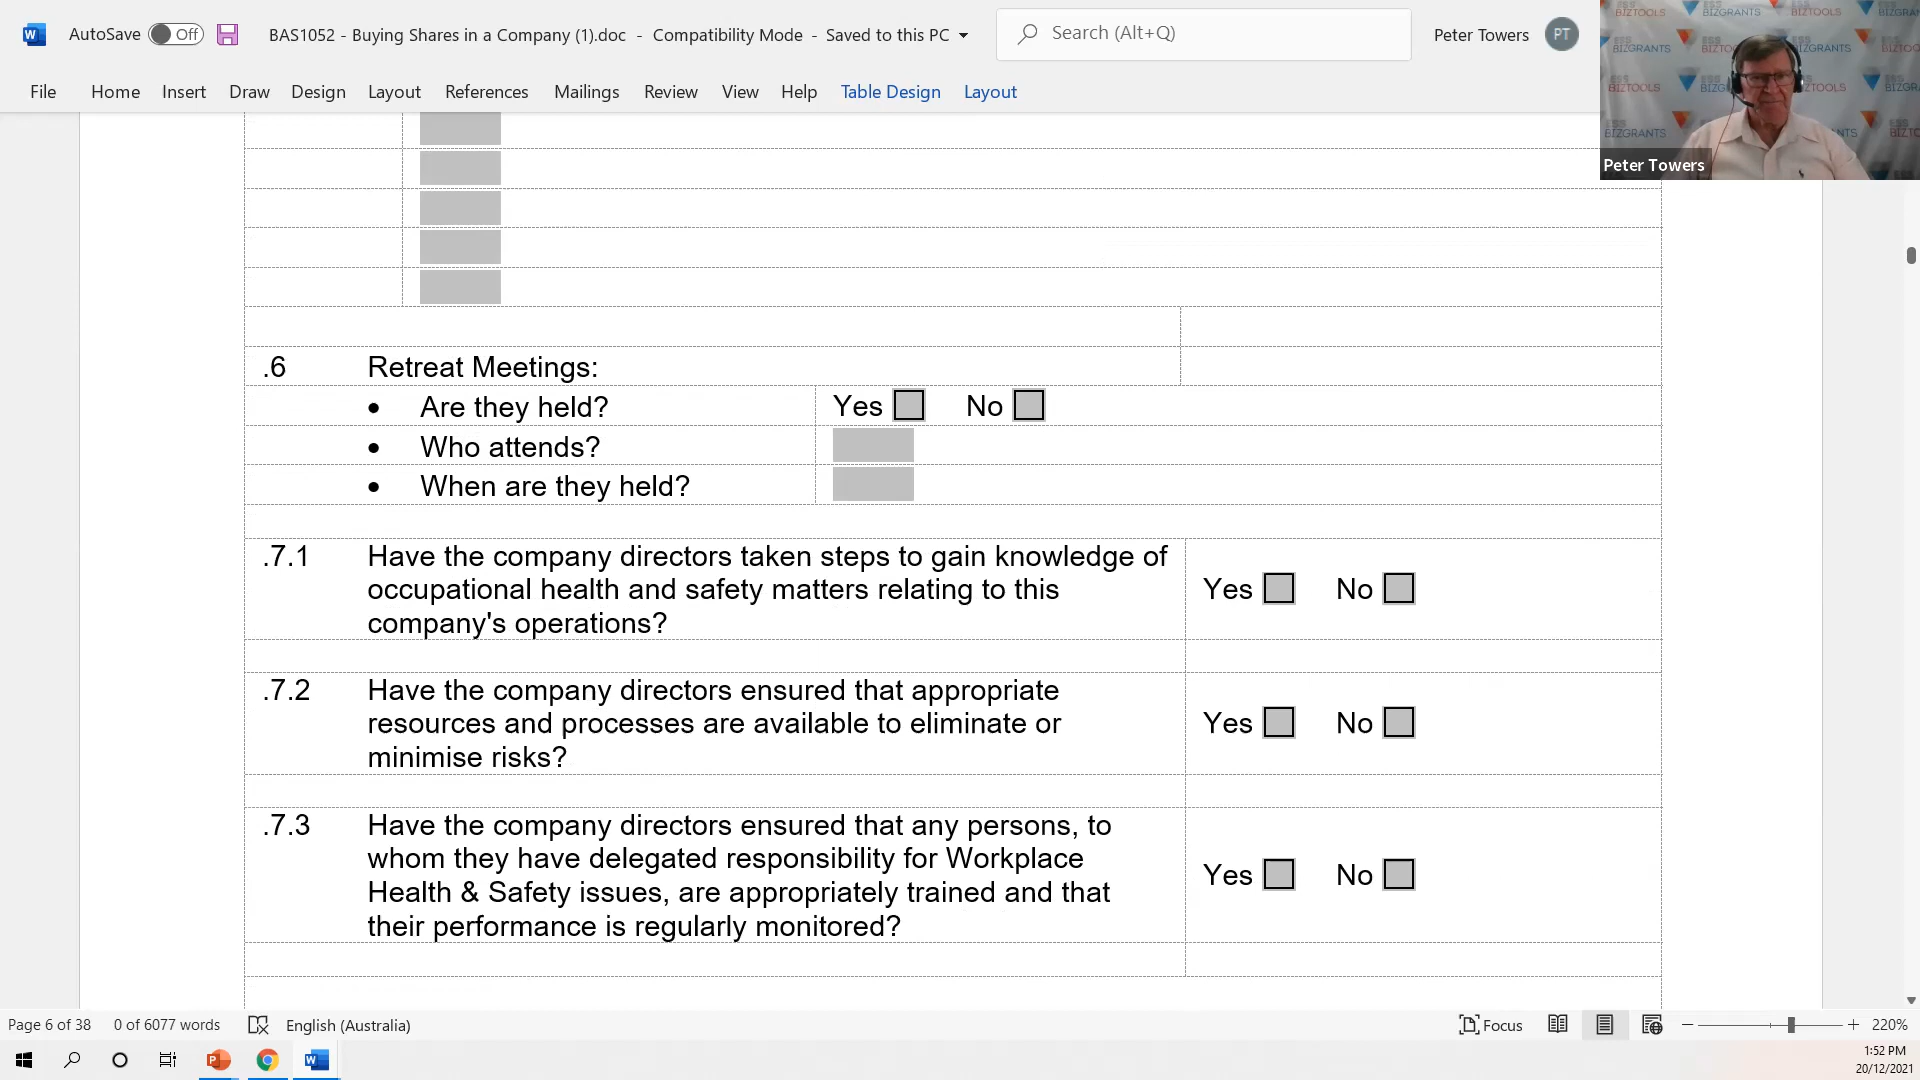 AutoSave Off BAS1052 - Buying Shares in a Company (1).doc - Compatibility Mode - Saved to this PC Search (Alt+Q) Peter Towers PT
File Home Insert Draw Design Layout References Mailings Review View Help Table Design Layout
Peter Towers
.6 Retreat Meetings:
• Are they held? Yes No
• Who attends?
• When are they held?
.7.1 Have the company directors taken steps to gain knowledge of
occupational health and safety matters relating to this
company's operations?
Yes No
.7.2 Have the company directors ensured that appropriate
resources and processes are available to eliminate or
minimise risks?
Yes No
.7.3 Have the company directors ensured that any persons, to
whom they have delegated responsibility for Workplace
Health & Safety issues, are appropriately trained and that
their performance is regularly monitored?
Yes No
Page 6 of 38 0 of 6077 words English (Australia) Focus 220%
1:52 PM
20/12/2021